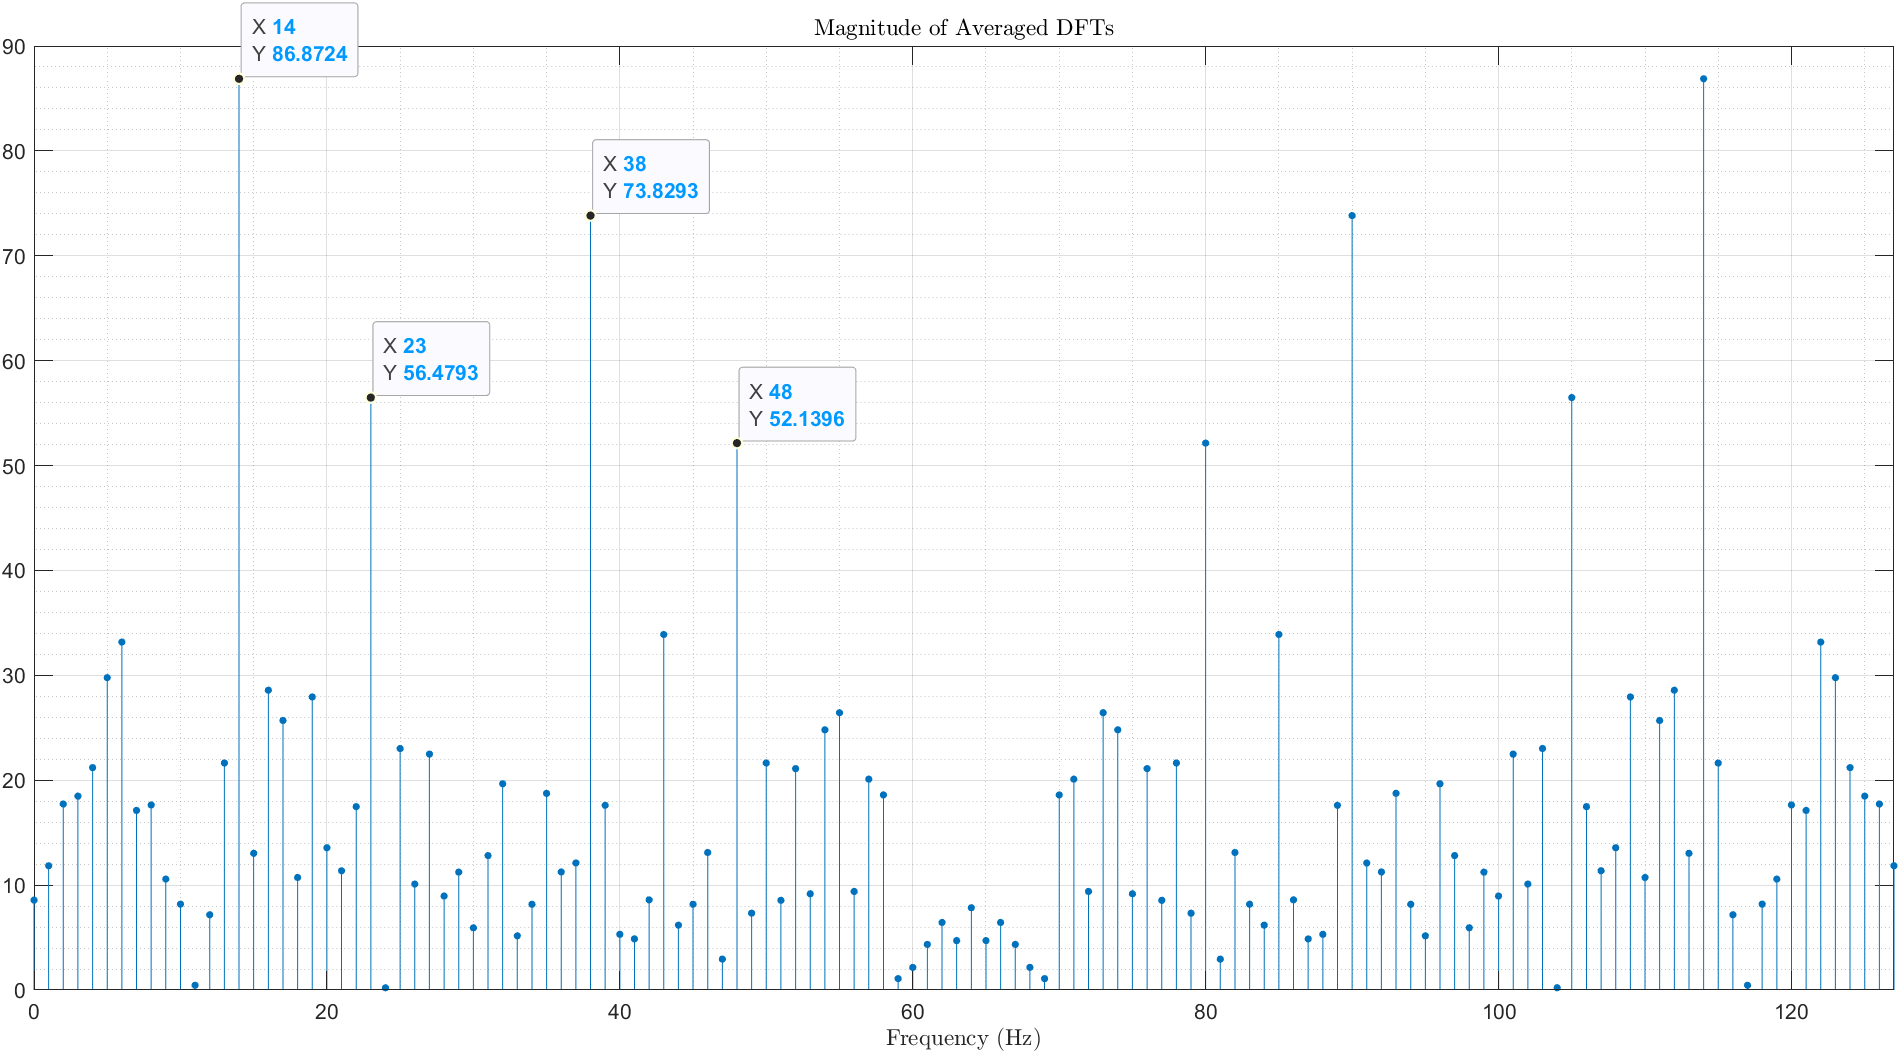 Magnitude of Averaged DFTs
X 14
Y 86.8724
X 38
Y 73.8293
X 23
Y 56.4793
X 48
Y 52.1396
90
80
70
60
50
40
30
20
10
0
0 20 40 60 80 100 120
Frequency (Hz)